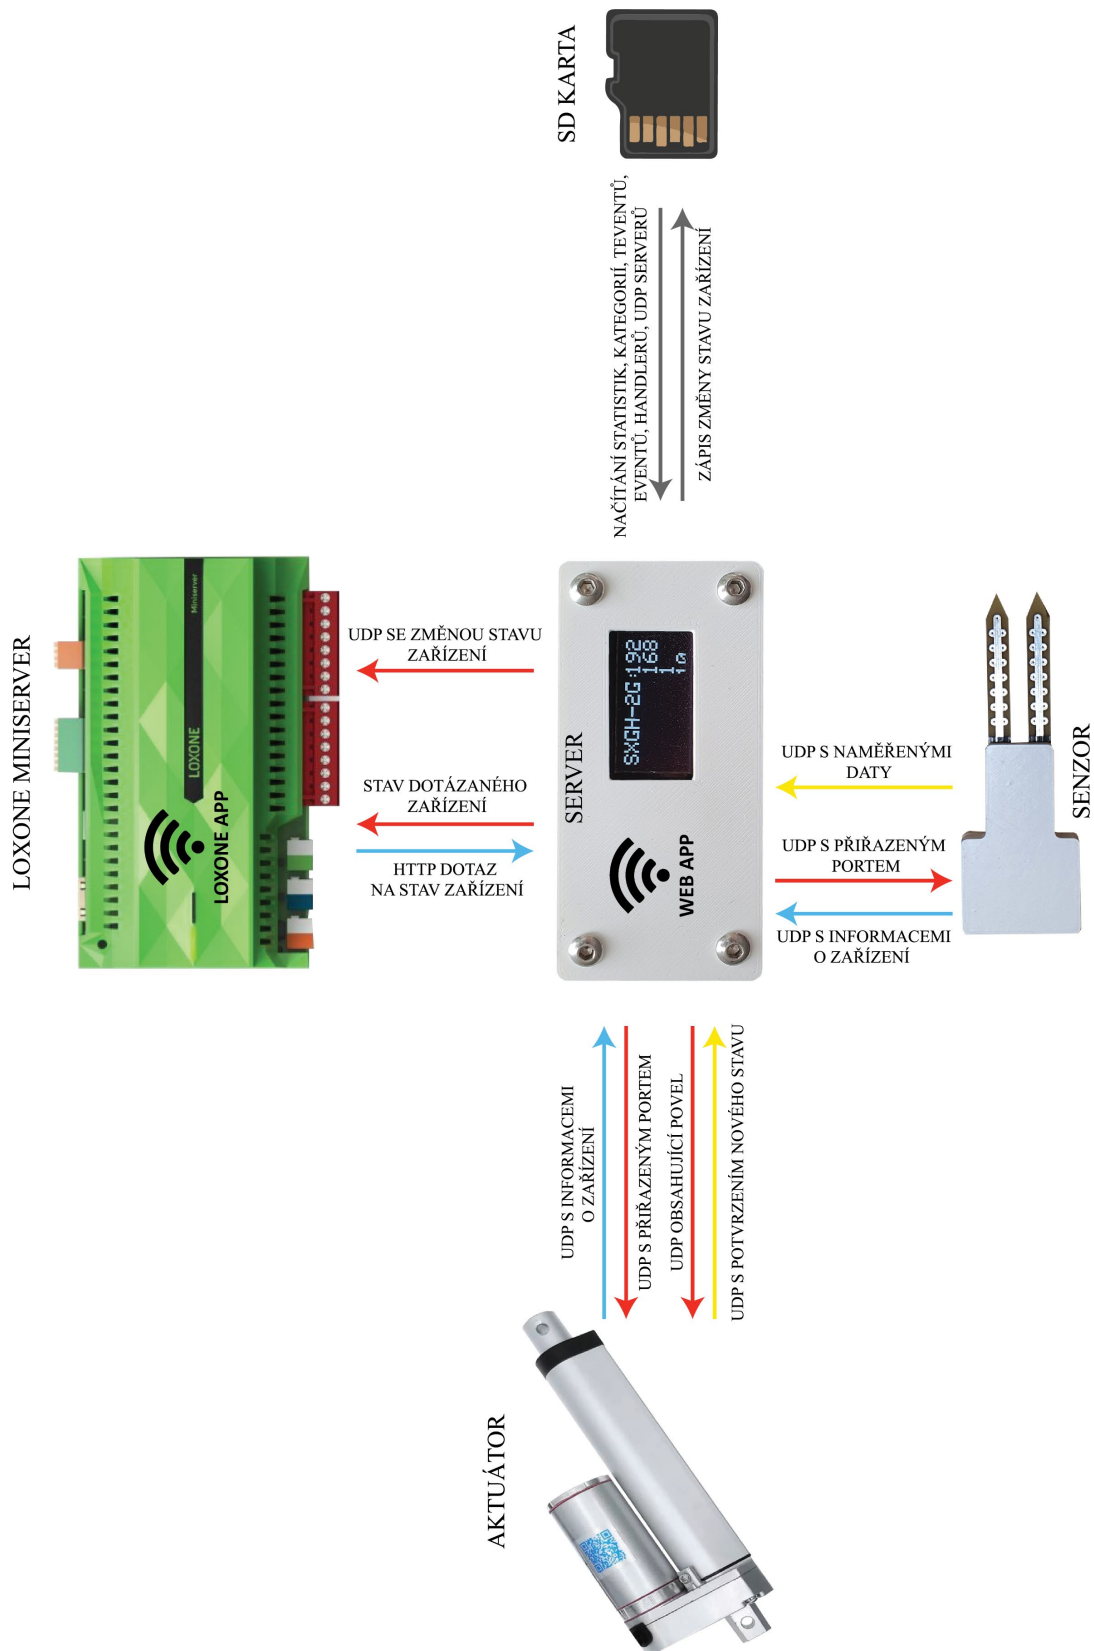 SD KARTA
NAČÍTÁNÍ STATISTIK, KATEGORIÍ, TEVENTŮ,
EVENTŮ, HANDLERŮ, UDP SERVERŮ
ZÁPIS ZMĚNY STAVU ZAŘÍZENÍ
LOXONE MINISERVER
LOXONE
Miniserver
LOXONE APP
UDP SE ZMĚNOU STAVU
ZAŘÍZENÍ
STAV DOTÁZANÉHO
ZAŘÍZENÍ
HTTP DOTAZ
NA STAV ZAŘÍZENÍ
SERVER
SXGH-2G:192
168
1
10
WEB APP
UDP S NAMĚŘENÝMI
DATY
UDP S PŘIŘAZENÝM
PORTEM
UDP S INFORMACEMI
O ZAŘÍZENÍ
SENZOR
UDP S INFORMACEMI
O ZAŘÍZENÍ
UDP S PŘIŘAZENÝM PORTEM
UDP OBSAHUJÍCÍ POVEL
UDP S POTVRZENÍM NOVÉHO STAVU
AKTUÁTOR